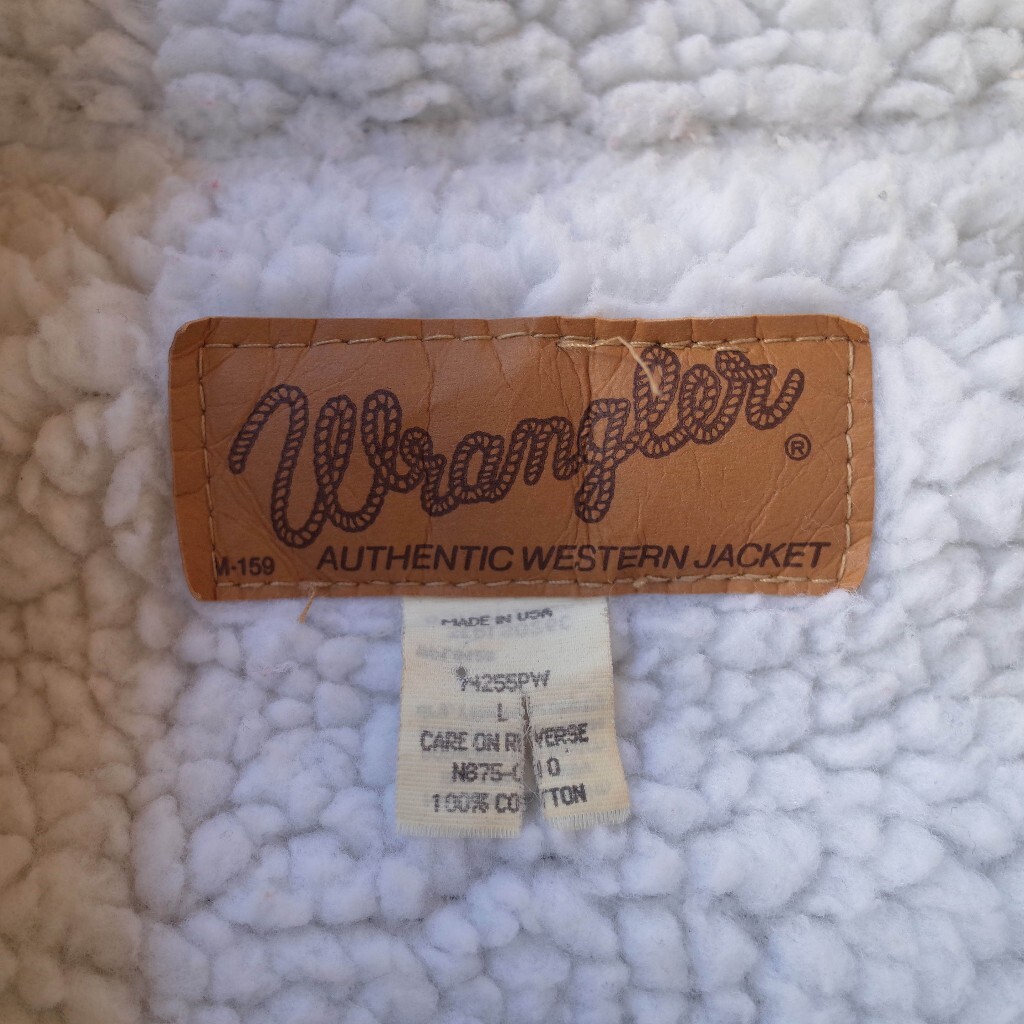 Wrangler®
M-159 AUTHENTIC WESTERN JACKET
MADE IN USA
74255PW
L
CARE ON REVERSE
100% COTTON